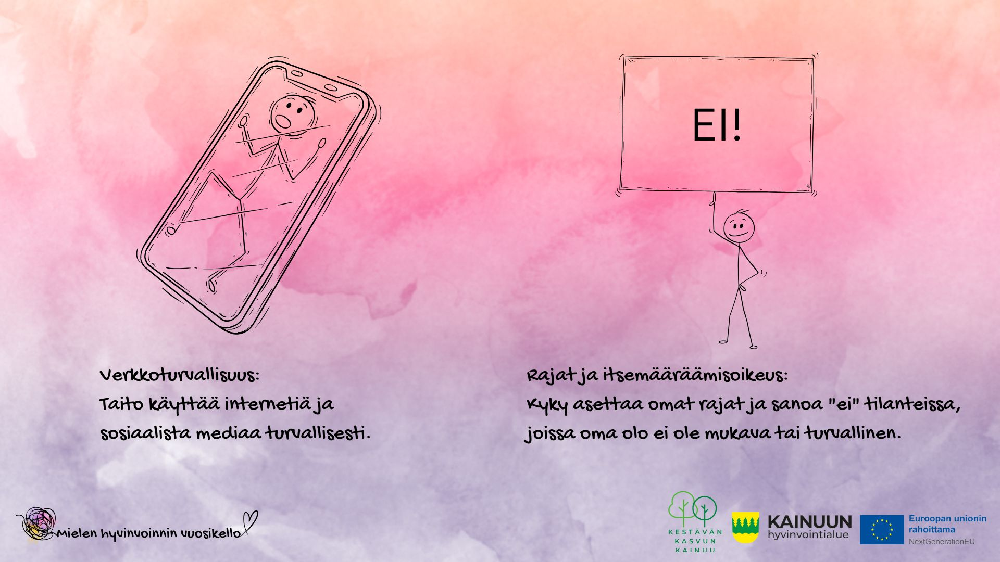 EI!
Verkkoturvallisuus:
Taito käyttää internetiä ja
sosiaalista mediaa turvallisesti.
Rajat ja itsemääräämisoikeus:
Kyky asettaa omat rajat ja sanoa "ei" tilanteissa,
joissa oma olo ei ole mukava tai turvallinen.
Mielen hyvinvoinnin vuosikello
KESTÄVÄN
KASVUN
KAINUU
KAINUUN
hyvinvointialue
Euroopan unionin
rahoittama
NextGenerationEU